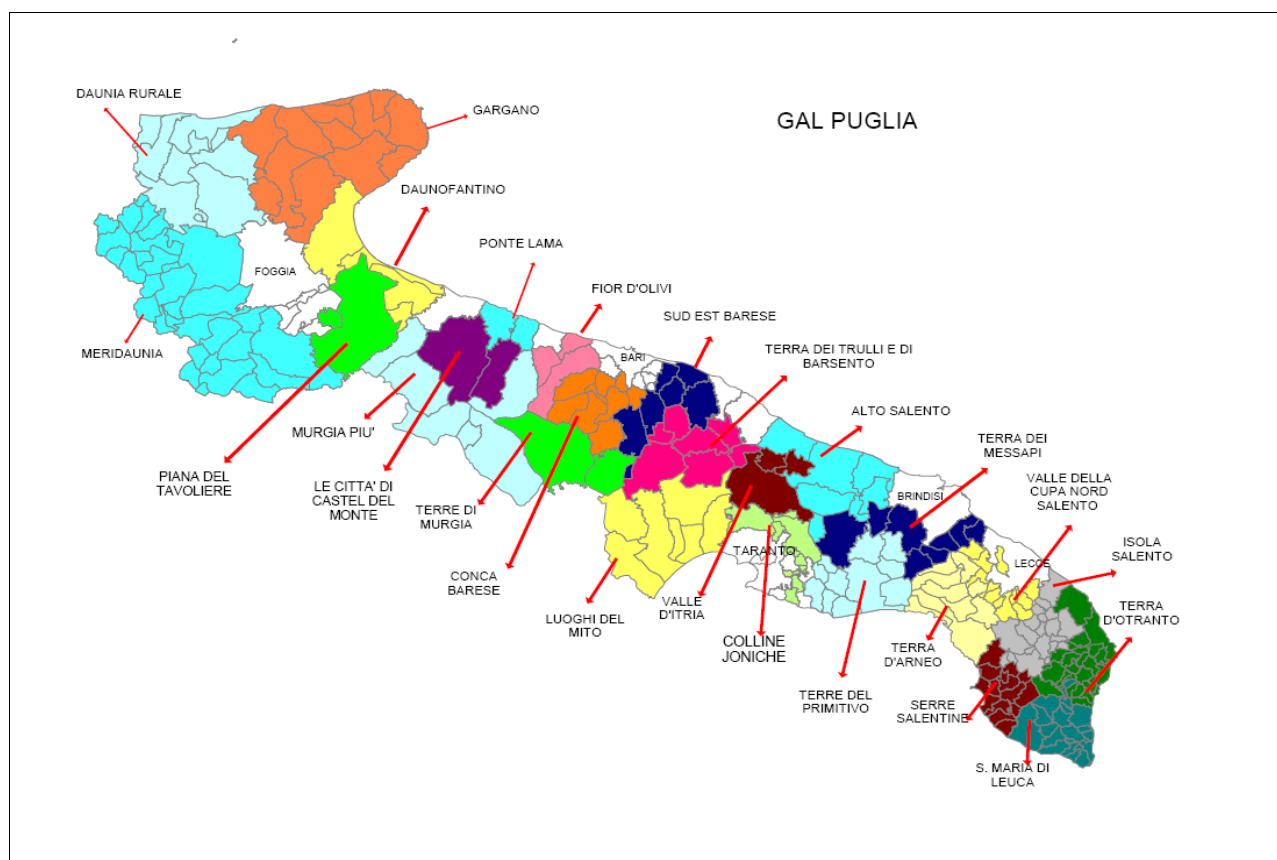 DAUNIA RURALE
GARGANO
GAL PUGLIA
DAUNOFANTINO
PONTE LAMA
FOGGIA
FIOR D'OLIVI
SUD EST BARESE
MERIDAUNIA
BARI
TERRA DEI TRULLI E DI
BARSENTO
ALTO SALENTO
MURGIA PIU'
TERRA DEI
MESSAPI
PIANA DEL
TAVOLIERE
LE CITTA' DI
CASTEL DEL
MONTE
TERRE DI
MURGIA
BRINDISI
VALLE DELLA
CUPA NORD
SALENTO
ISOLA
SALENTO
TARANTO
LECCE
CONCA
BARESE
LUOGHI DEL
MITO
VALLE
D'ITRIA
COLLINE
JONICHE
TERRA
D'OTRANTO
TERRA
D'ARNEO
TERRE DEL
PRIMITIVO
SERRE
SALENTINE
S. MARIA DI
LEUCA